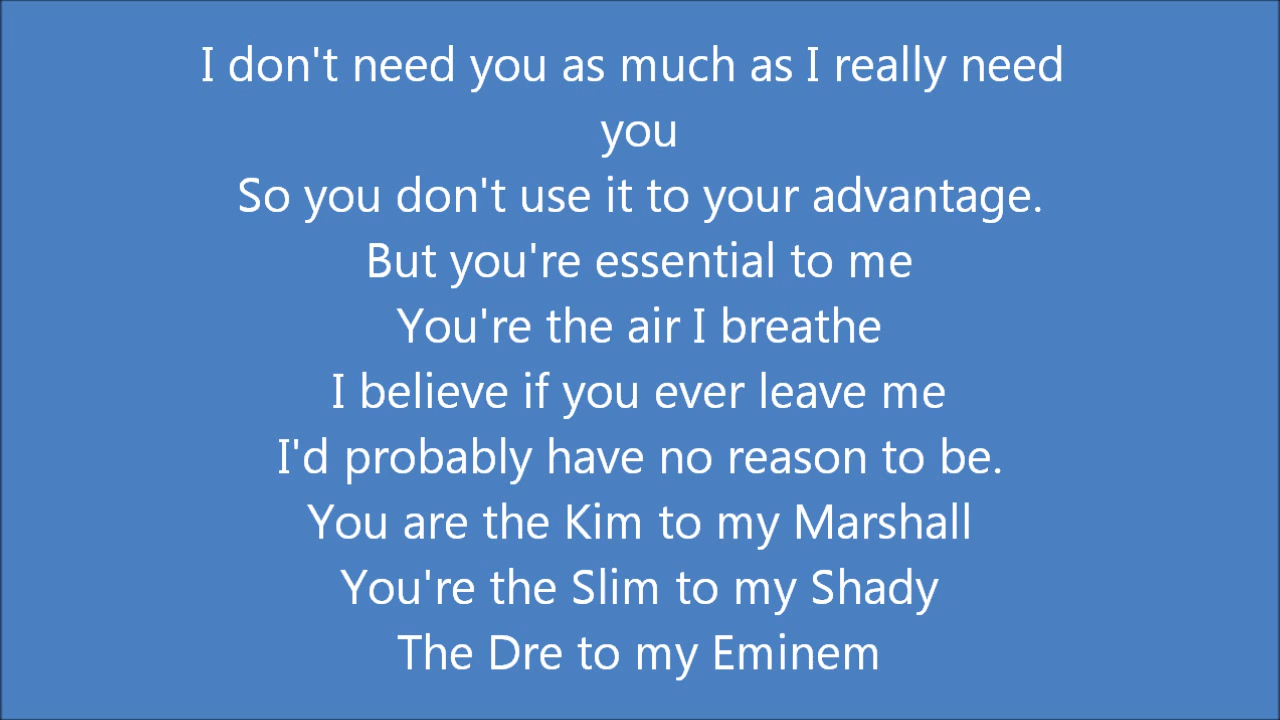 I don't need you as much as I really need
you
So you don't use it to your advantage.
But you're essential to me
You're the air I breathe
I believe if you ever leave me
I'd probably have no reason to be.
You are the Kim to my Marshall
You're the Slim to my Shady
The Dre to my Eminem